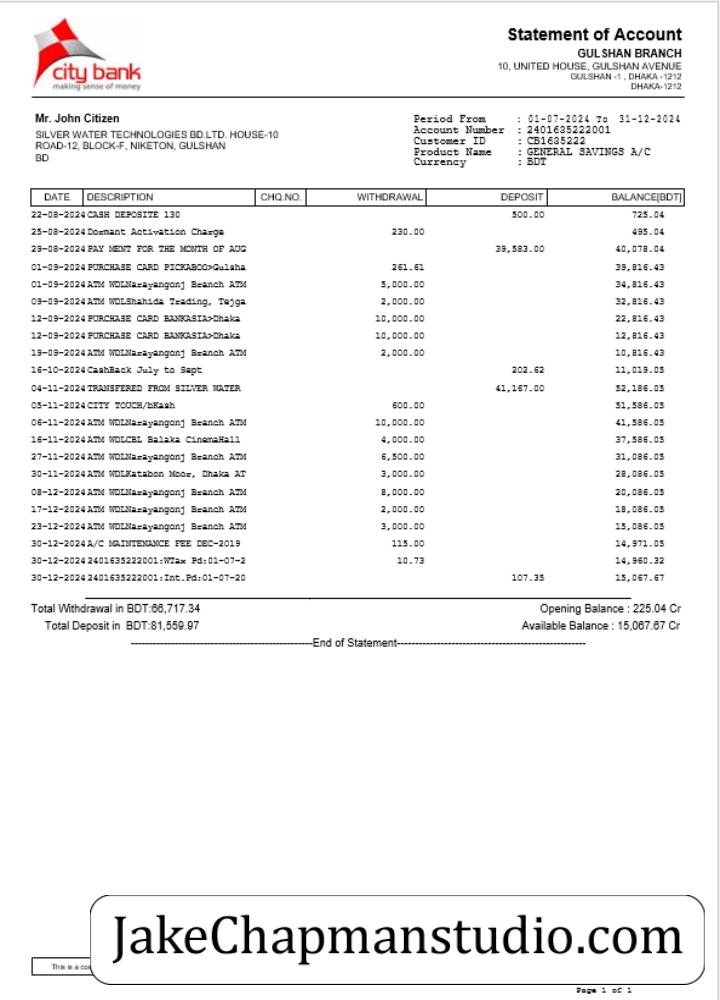 city bank
making sense of money
Statement of Account
GULSHAN BRANCH
10, UNITED HOUSE, GULSHAN AVENUE
GULSHAN -1 , DHAKA -1212
DHAKA-1212
Mr. John Citizen
SILVER WATER TECHNOLOGIES BD.LTD. HOUSE-10
ROAD-12, BLOCK-F, NIKETON, GULSHAN
BD
Period From : 01-07-2024 To 31-12-2024
Account Number : 2401635222001
Customer ID : CB1635222
Product Name : GENERAL SAVINGS A/C
Currency : BDT
DATE DESCRIPTION CHQ.NO. WITHDRAWAL DEPOSIT BALANCE[BDT]
22-08-2024 CASH DEPOSITE 130 500.00 725.04
25-08-2024 Dormant Activation Charge 230.00 495.04
29-08-2024 PAY MENT FOR THE MONTH OF AUG 39,583.00 40,078.04
01-09-2024 PURCHASE CARD PICKABOO>Gulsha 261.61 39,816.43
01-09-2024 ATM WDLNarayangonj Branch ATM 5,000.00 34,816.43
09-09-2024 ATM WDLShahida Trading, Tejga 2,000.00 32,816.43
12-09-2024 PURCHASE CARD BANKASIA>Dhaka 10,000.00 22,816.43
12-09-2024 PURCHASE CARD BANKASIA>Dhaka 10,000.00 12,816.43
19-09-2024 ATM WDLNarayangonj Branch ATM 2,000.00 10,816.43
16-10-2024 CashBack July to Sept 202.62 11,019.05
04-11-2024 TRANSFERED FROM SILVER WATER 41,167.00 52,186.05
05-11-2024 CITY TOUCH/bKash 600.00 51,586.05
06-11-2024 ATM WDLNarayangonj Branch ATM 10,000.00 41,586.05
16-11-2024 ATM WDLCBL Balaka CinemaHall 4,000.00 37,586.05
27-11-2024 ATM WDLNarayangonj Branch ATM 6,500.00 31,086.05
30-11-2024 ATM WDLKatabon Moor, Dhaka AT 3,000.00 28,086.05
08-12-2024 ATM WDLNarayangonj Branch ATM 8,000.00 20,086.05
17-12-2024 ATM WDLNarayangonj Branch ATM 2,000.00 18,086.05
23-12-2024 ATM WDLNarayangonj Branch ATM 3,000.00 15,086.05
30-12-2024 A/C MAINTENANCE FEE DEC-2019 115.00 14,971.05
30-12-2024 2401635222001:WTax Pd:01-07-2 10.73 14,960.32
30-12-2024 2401635222001:Int.Pd:01-07-20 107.35 15,067.67
Total Withdrawal in BDT:66,717.34 Opening Balance : 225.04 Cr
Total Deposit in BDT:81,559.97 Available Balance : 15,067.67 Cr
End of Statement
JakeChapmanstudio.com
This is a co
Page 1 of 1